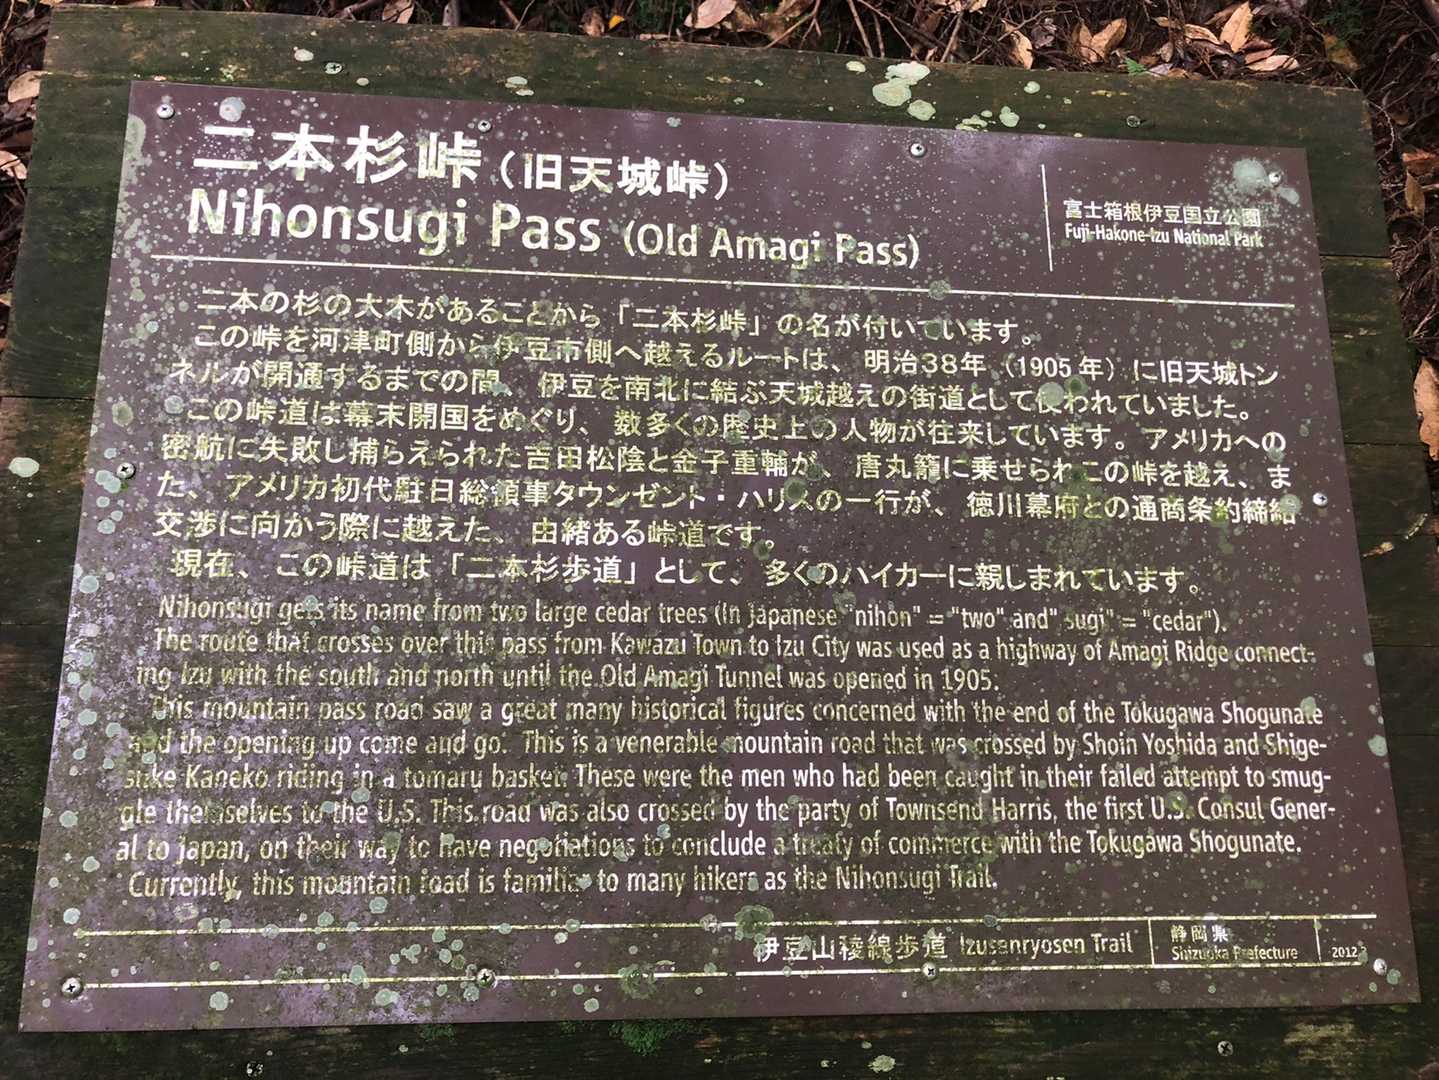 二本杉峠（旧天城峠）
Nihonsugi Pass (Old Amagi Pass)
富士箱根伊豆国立公園
Fuji-Hakone-Izu National Park
二本の杉の大木があることから「二本杉峠」の名が付いています。
この峠を河津町側から伊豆市側へ越えるルートは、明治38年（1905年）に旧天城トン
ネルが開通するまでの間、伊豆を南北に結ぶ天城越えの街道として使われていました。
この峠道は幕末開国をめぐり、数多くの歴史上の人物が往来しています。アメリカへの
密航に失敗し捕らえられた吉田松陰と金子重輔が、唐丸籠に乗せられこの峠を越え、ま
た、アメリカ初代駐日総領事タウンゼント・ハリスの一行が、徳川幕府との通商条約締結
交渉に向かう際に越えた、由緒ある峠道です。
現在、この峠道は「二本杉歩道」として、多くのハイカーに親しまれています。
Nihonsugi gets its name from two large cedar trees (In Japanese "nihon" = "two" and" sugi" = "cedar").
The route that crosses over this pass from Kawazu Town to Izu City was used as a highway of Amagi Ridge connect-
ing Izu with the south and north until the Old Amagi Tunnel was opened in 1905.
This mountain pass road saw a great many historical figures concerned with the end of the Tokugawa Shogunate
and the opening up come and go. This is a venerable mountain road that was crossed by Shoin Yoshida and Shige-
suke Kaneko riding in a tomaru basket. These were the men who had been caught in their failed attempt to smug-
gle themselves to the U.S. This road was also crossed by the party of Townsend Harris, the first U.S. Consul Gener-
al to Japan, on their way to have negotiations to conclude a treaty of commerce with the Tokugawa Shogunate.
Currently, this mountain road is familiar to many hikers as the Nihonsugi Trail.
伊豆山稜線歩道 Izusanryosen Trail
静岡県
Shizuoka Prefecture
2012.3